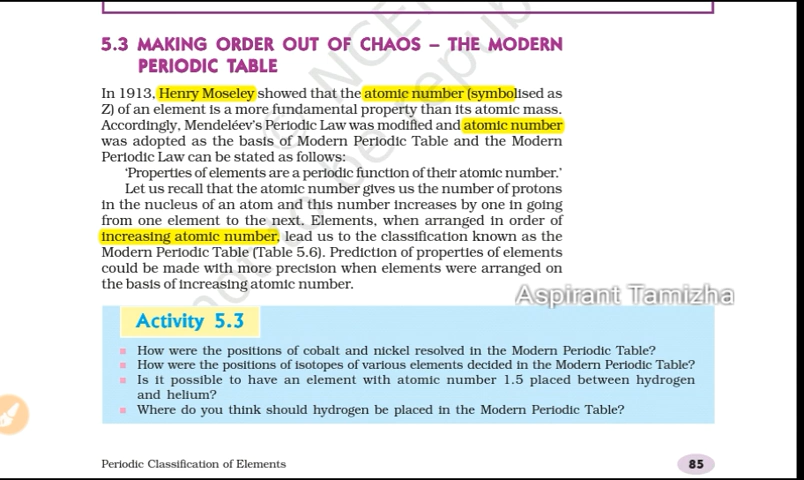 5.3 MAKING ORDER OUT OF CHAOS – THE MODERN
PERIODIC TABLE
In 1913, Henry Moseley showed that the atomic number (symbolised as
Z) of an element is a more fundamental property than its atomic mass.
Accordingly, Mendeléev's Periodic Law was modified and atomic number
was adopted as the basis of Modern Periodic Table and the Modern
Periodic Law can be stated as follows:
'Properties of elements are a periodic function of their atomic number.'
Let us recall that the atomic number gives us the number of protons
in the nucleus of an atom and this number increases by one in going
from one element to the next. Elements, when arranged in order of
increasing atomic number, lead us to the classification known as the
Modern Periodic Table (Table 5.6). Prediction of properties of elements
could be made with more precision when elements were arranged on
the basis of increasing atomic number.
Aspirant Tamizha
Activity 5.3
How were the positions of cobalt and nickel resolved in the Modern Periodic Table?
How were the positions of isotopes of various elements decided in the Modern Periodic Table?
Is it possible to have an element with atomic number 1.5 placed between hydrogen
and helium?
Where do you think should hydrogen be placed in the Modern Periodic Table?
Periodic Classification of Elements
85